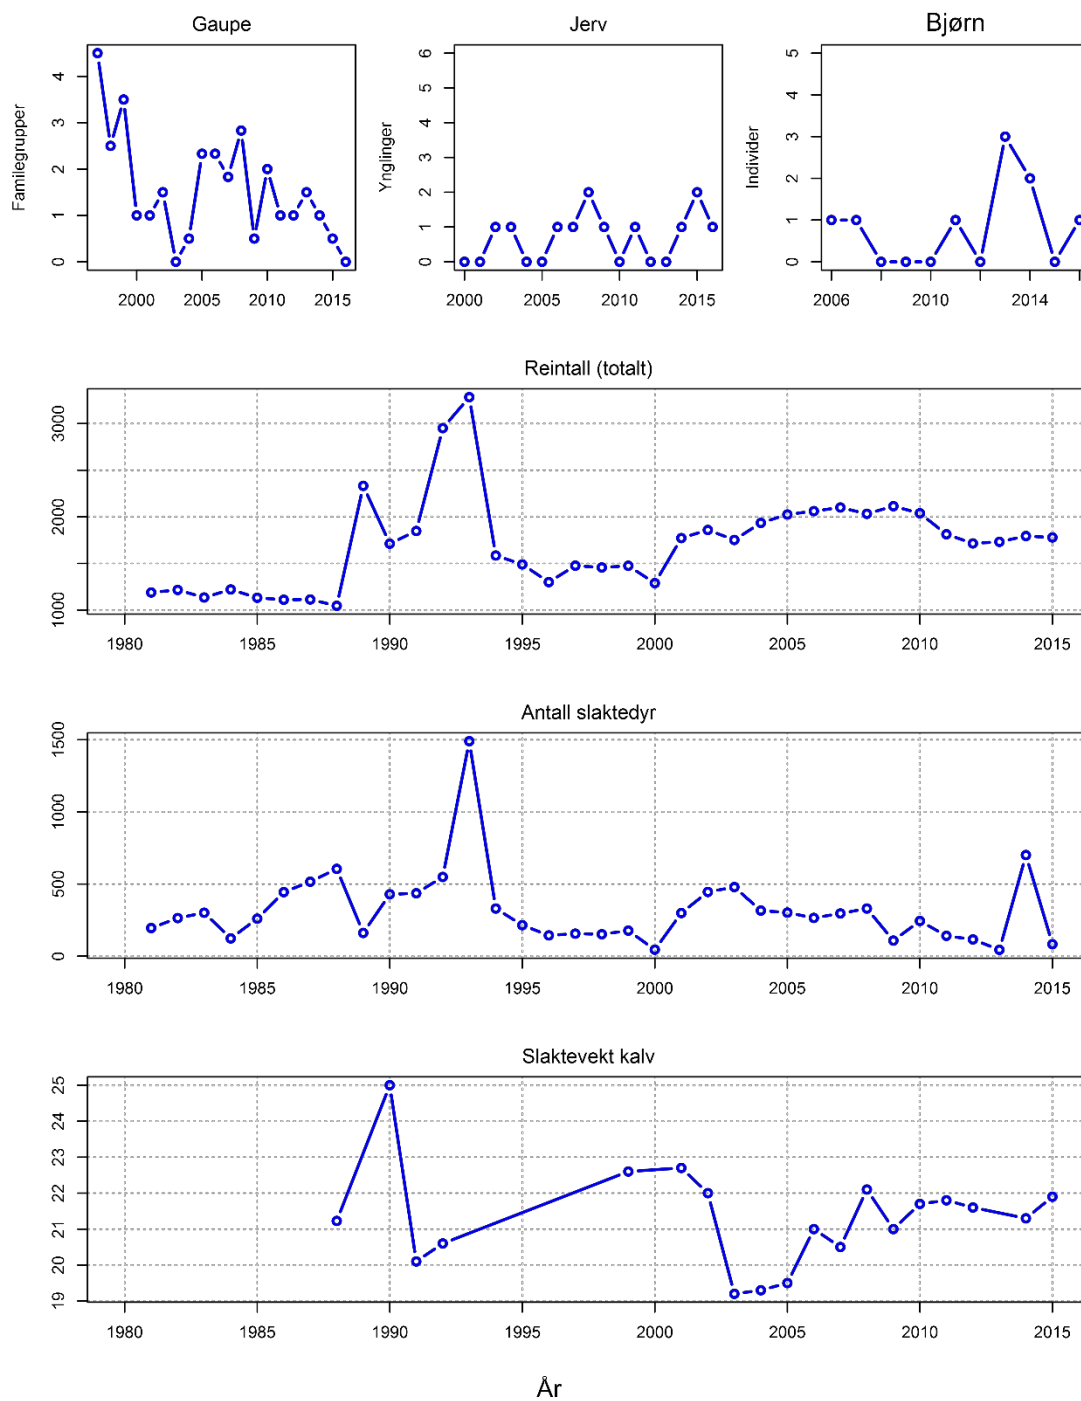 Gaupe
Jerv
Bjørn
Familegrupper
0 1 2 3 4
2000 2005 2010 2015
Ynglinger
0 1 2 3 4 5 6
2000 2005 2010 2015
Individer
0 1 2 3 4 5
2006 2010 2014
Reintall (totalt)
1000 2000 3000
1980 1985 1990 1995 2000 2005 2010 2015
Antall slaktedyr
0 500 1000 1500
1980 1985 1990 1995 2000 2005 2010 2015
Slaktevekt kalv
19 20 21 22 23 24 25
1980 1985 1990 1995 2000 2005 2010 2015
År